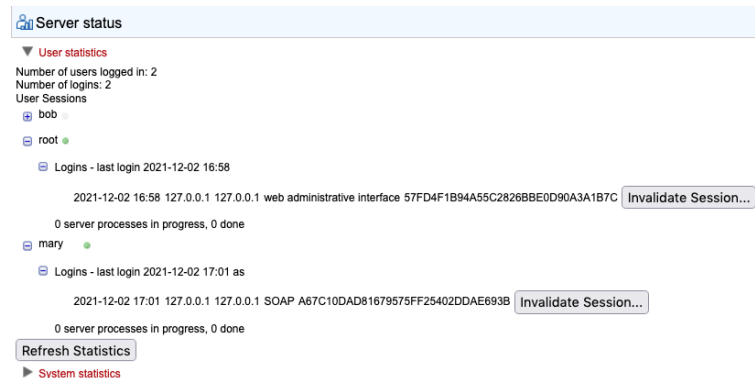 Server status
User statistics
Number of users logged in: 2
Number of logins: 2
User Sessions
bob
root
Logins - last login 2021-12-02 16:58
2021-12-02 16:58 127.0.0.1 127.0.0.1 web administrative interface 57FD4F1B94A55C2826BBE0D90A3A1B7C Invalidate Session...
0 server processes in progress, 0 done
mary
Logins - last login 2021-12-02 17:01 as
2021-12-02 17:01 127.0.0.1 127.0.0.1 SOAP A67C10DAD81679575FF25402DDAE693B Invalidate Session...
0 server processes in progress, 0 done
Refresh Statistics
System statistics